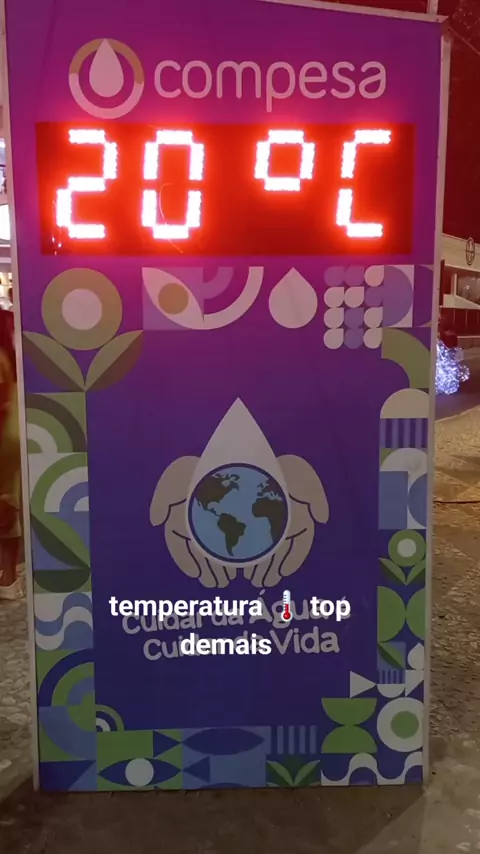 compesa
20 °C
temperatura 🌡️ top
demais
Cuidar da Água é
Cuidar da Vida